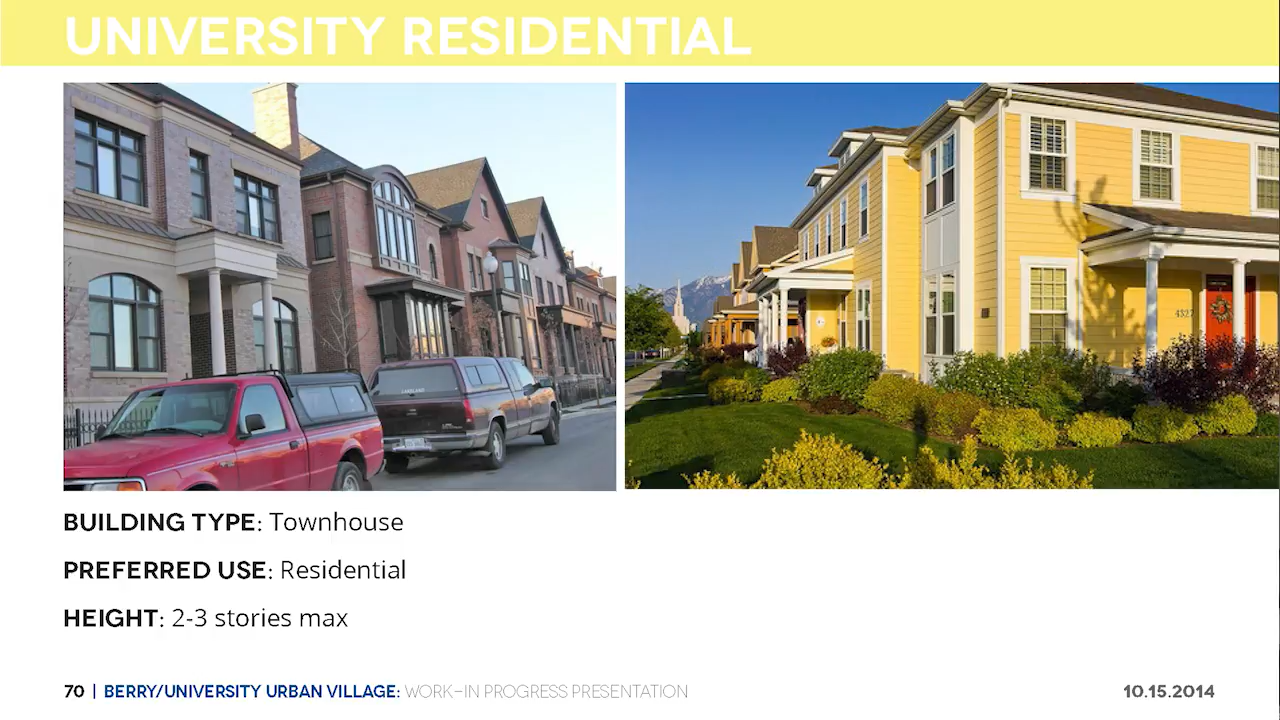 UNIVERSITY RESIDENTIAL
4327
BUILDING TYPE: Townhouse
PREFERRED USE: Residential
HEIGHT: 2-3 stories max
70 | BERRY/UNIVERSITY URBAN VILLAGE: WORK-IN PROGRESS PRESENTATION
10.15.2014